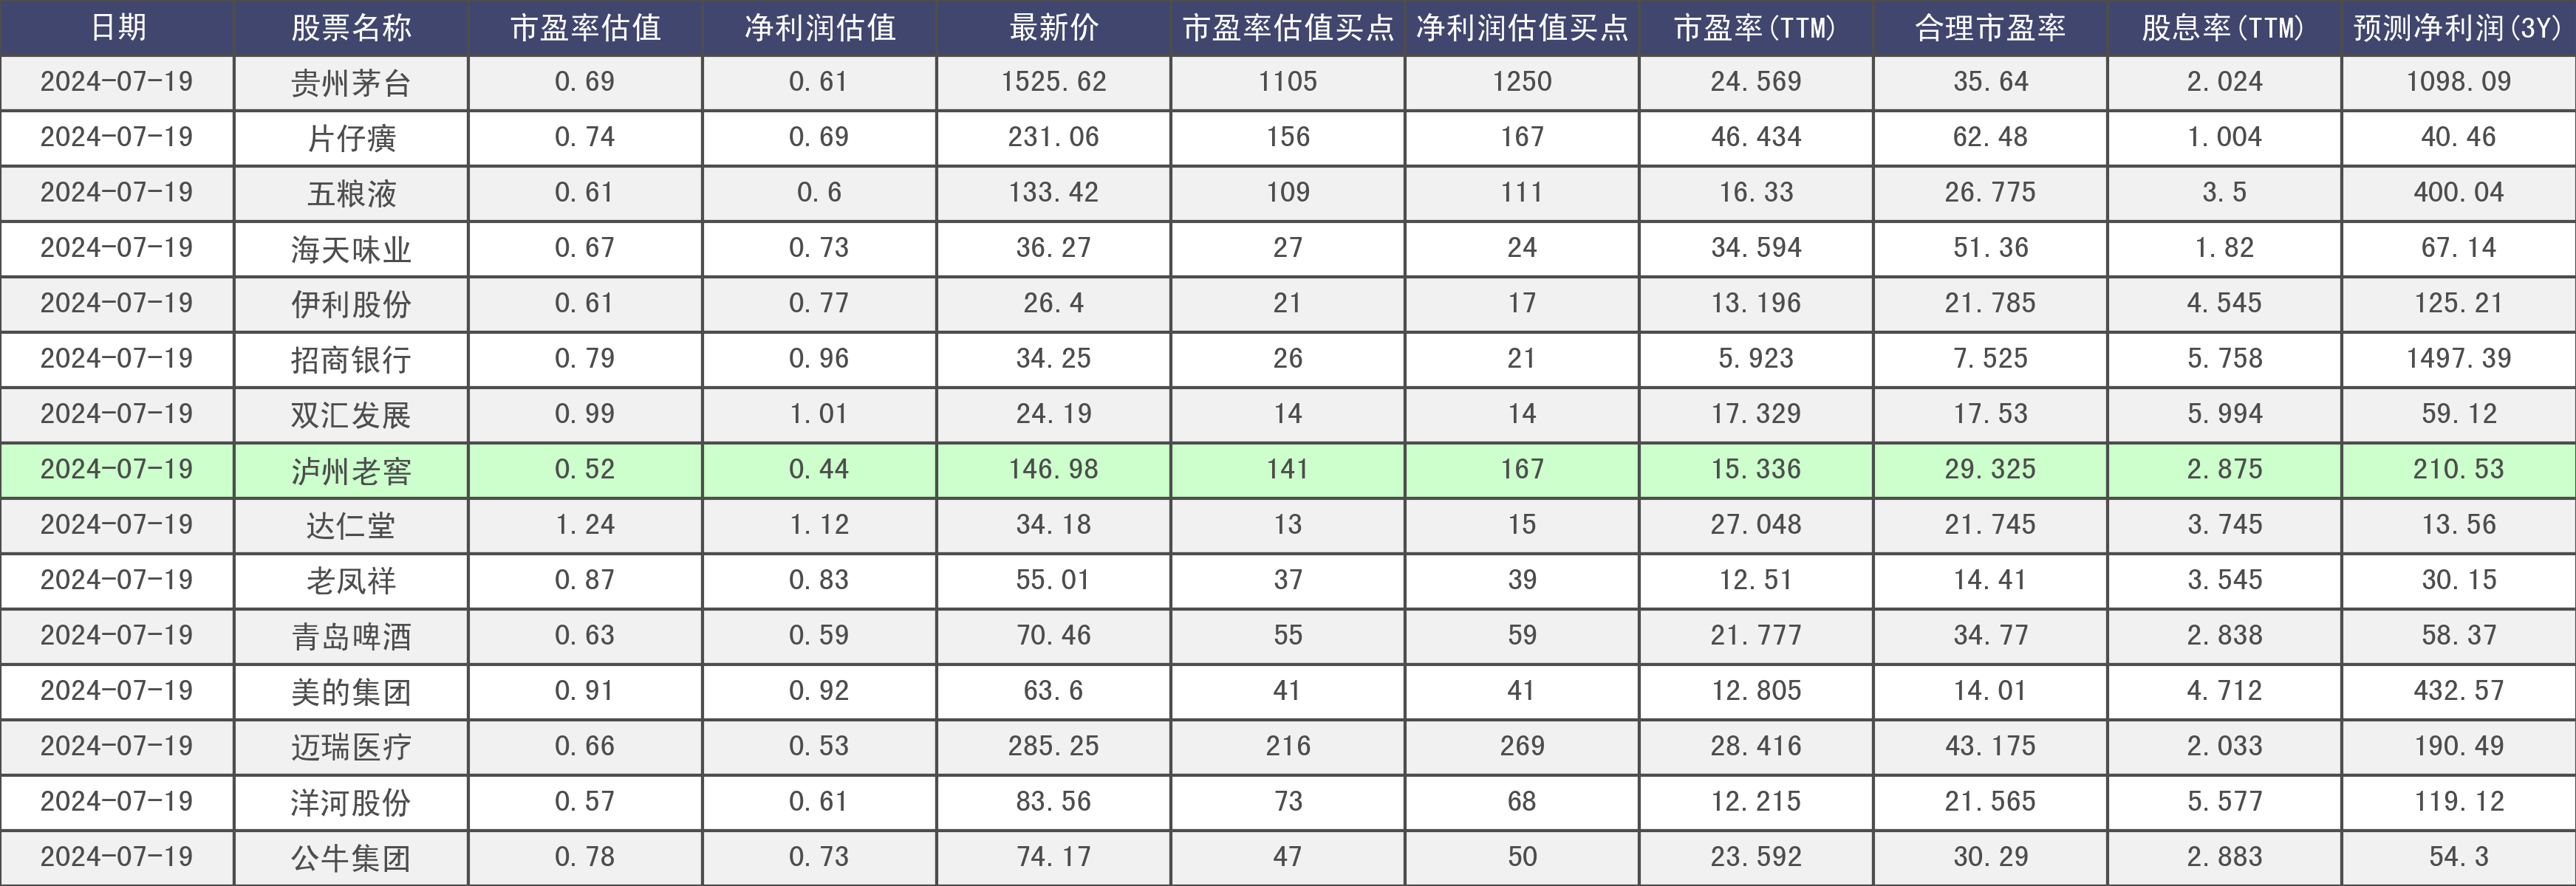 日期 股票名称 市盈率估值 净利润估值 最新价 市盈率估值买点 净利润估值买点 市盈率(TTM) 合理市盈率 股息率(TTM) 预测净利润(3Y)
2024-07-19 贵州茅台 0.69 0.61 1525.62 1105 1250 24.569 35.64 2.024 1098.09
2024-07-19 片仔癀 0.74 0.69 231.06 156 167 46.434 62.48 1.004 40.46
2024-07-19 五粮液 0.61 0.6 133.42 109 111 16.33 26.775 3.5 400.04
2024-07-19 海天味业 0.67 0.73 36.27 27 24 34.594 51.36 1.82 67.14
2024-07-19 伊利股份 0.61 0.77 26.4 21 17 13.196 21.785 4.545 125.21
2024-07-19 招商银行 0.79 0.96 34.25 26 21 5.923 7.525 5.758 1497.39
2024-07-19 双汇发展 0.99 1.01 24.19 14 14 17.329 17.53 5.994 59.12
2024-07-19 泸州老窖 0.52 0.44 146.98 141 167 15.336 29.325 2.875 210.53
2024-07-19 达仁堂 1.24 1.12 34.18 13 15 27.048 21.745 3.745 13.56
2024-07-19 老凤祥 0.87 0.83 55.01 37 39 12.51 14.41 3.545 30.15
2024-07-19 青岛啤酒 0.63 0.59 70.46 55 59 21.777 34.77 2.838 58.37
2024-07-19 美的集团 0.91 0.92 63.6 41 41 12.805 14.01 4.712 432.57
2024-07-19 迈瑞医疗 0.66 0.53 285.25 216 269 28.416 43.175 2.033 190.49
2024-07-19 洋河股份 0.57 0.61 83.56 73 68 12.215 21.565 5.577 119.12
2024-07-19 公牛集团 0.78 0.73 74.17 47 50 23.592 30.29 2.883 54.3